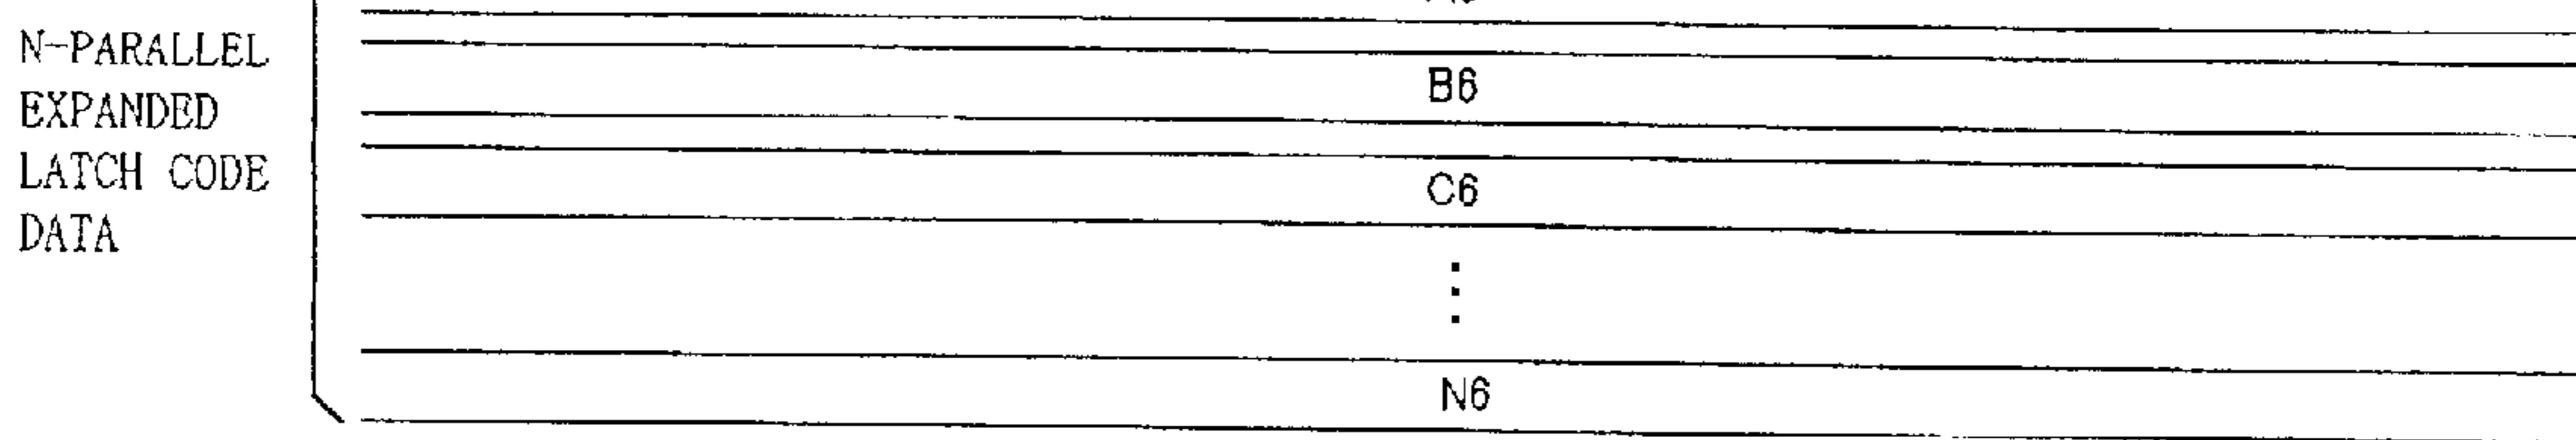 N-PARALLEL
EXPANDED
LATCH CODE
DATA
B6
C6
N6